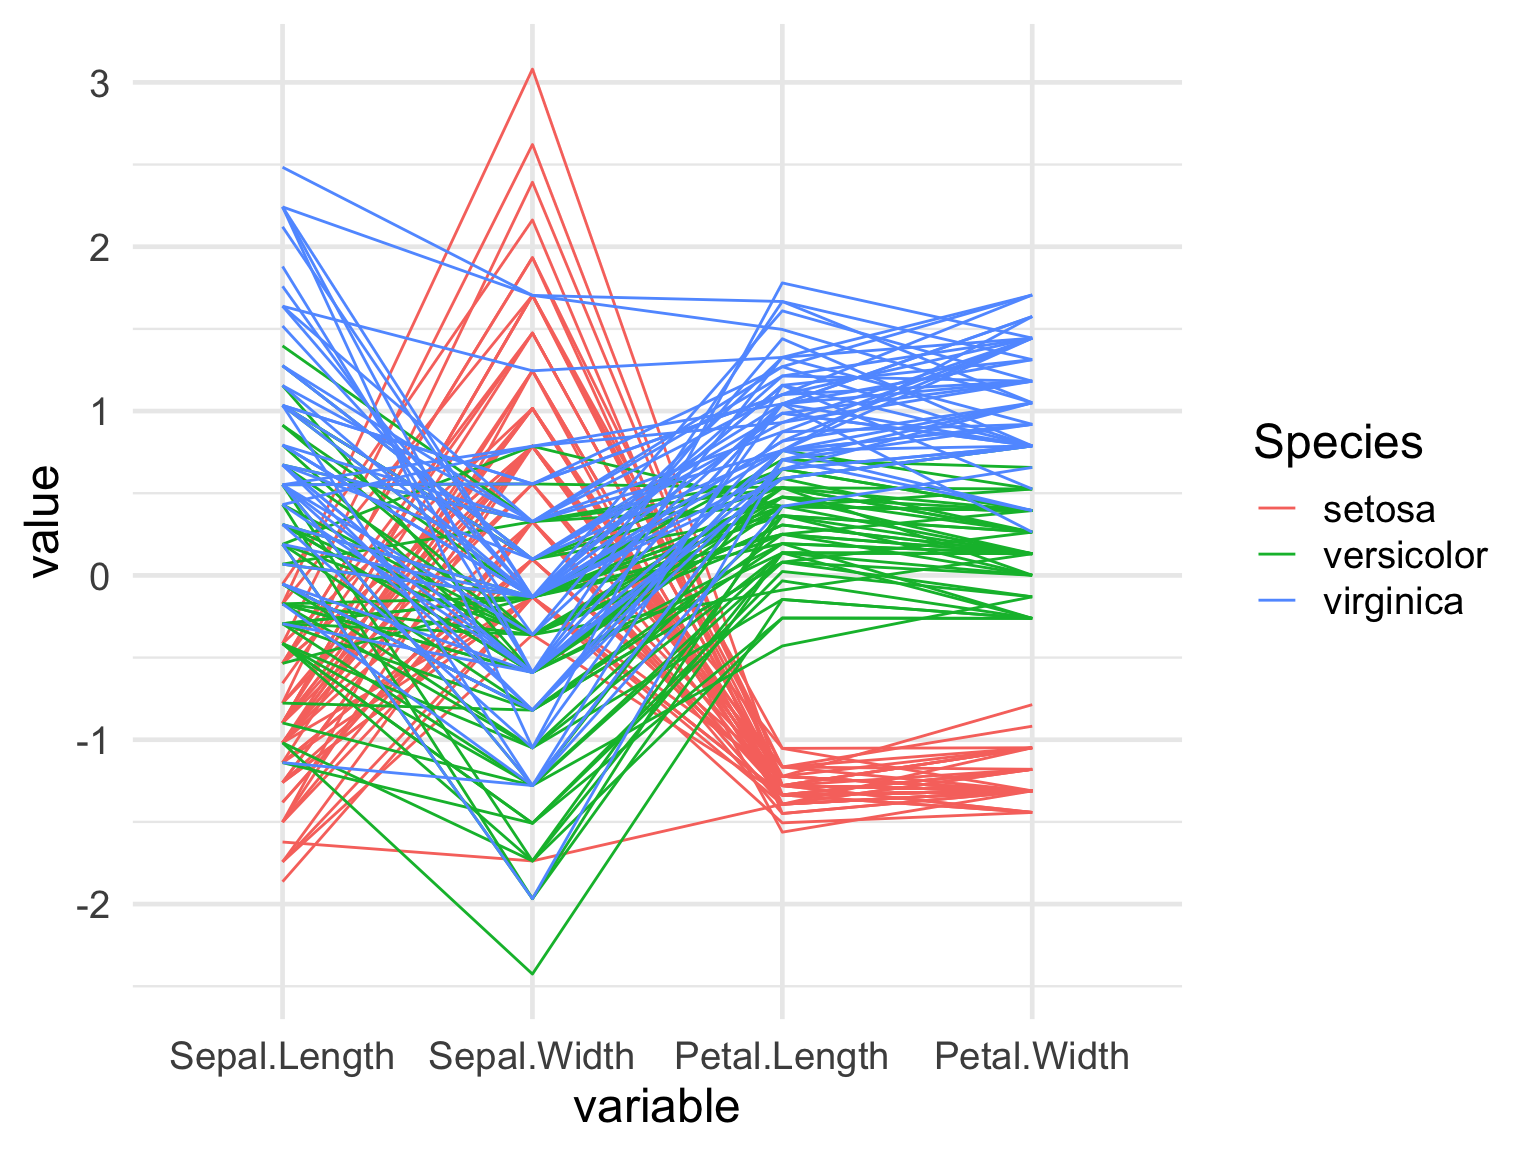 3
2
1
0
-1
-2
value
Sepal.Length Sepal.Width Petal.Length Petal.Width
variable
Species
setosa
versicolor
virginica